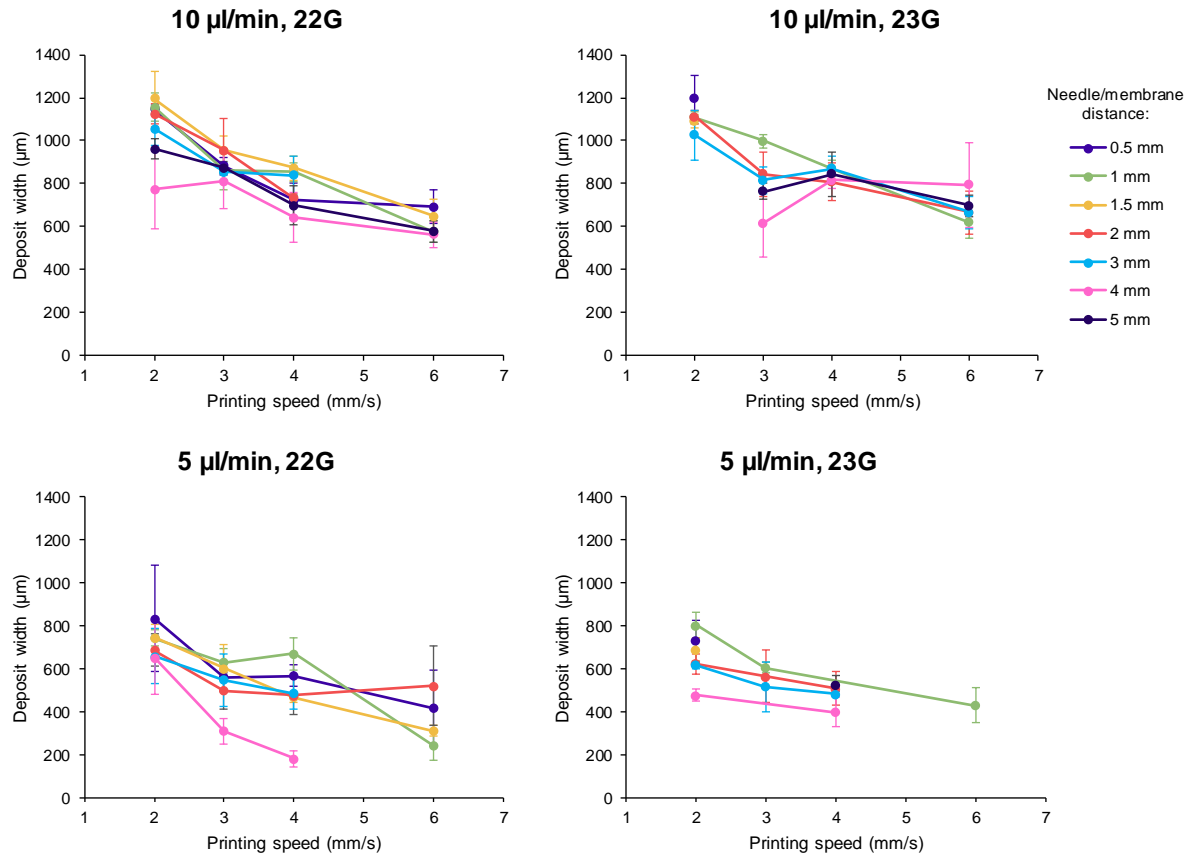 10 µl/min, 22G
1400
1200
1000
800
600
400
200
0
Deposit width (µm)
1 2 3 4 5 6 7
Printing speed (mm/s)
10 µl/min, 23G
1400
1200
1000
800
600
400
200
0
Deposit width (µm)
1 2 3 4 5 6 7
Printing speed (mm/s)
Needle/membrane
distance:
0.5 mm
1 mm
1.5 mm
2 mm
3 mm
4 mm
5 mm
5 µl/min, 22G
1400
1200
1000
800
600
400
200
0
Deposit width (µm)
1 2 3 4 5 6 7
Printing speed (mm/s)
5 µl/min, 23G
1400
1200
1000
800
600
400
200
0
Deposit width (µm)
1 2 3 4 5 6 7
Printing speed (mm/s)